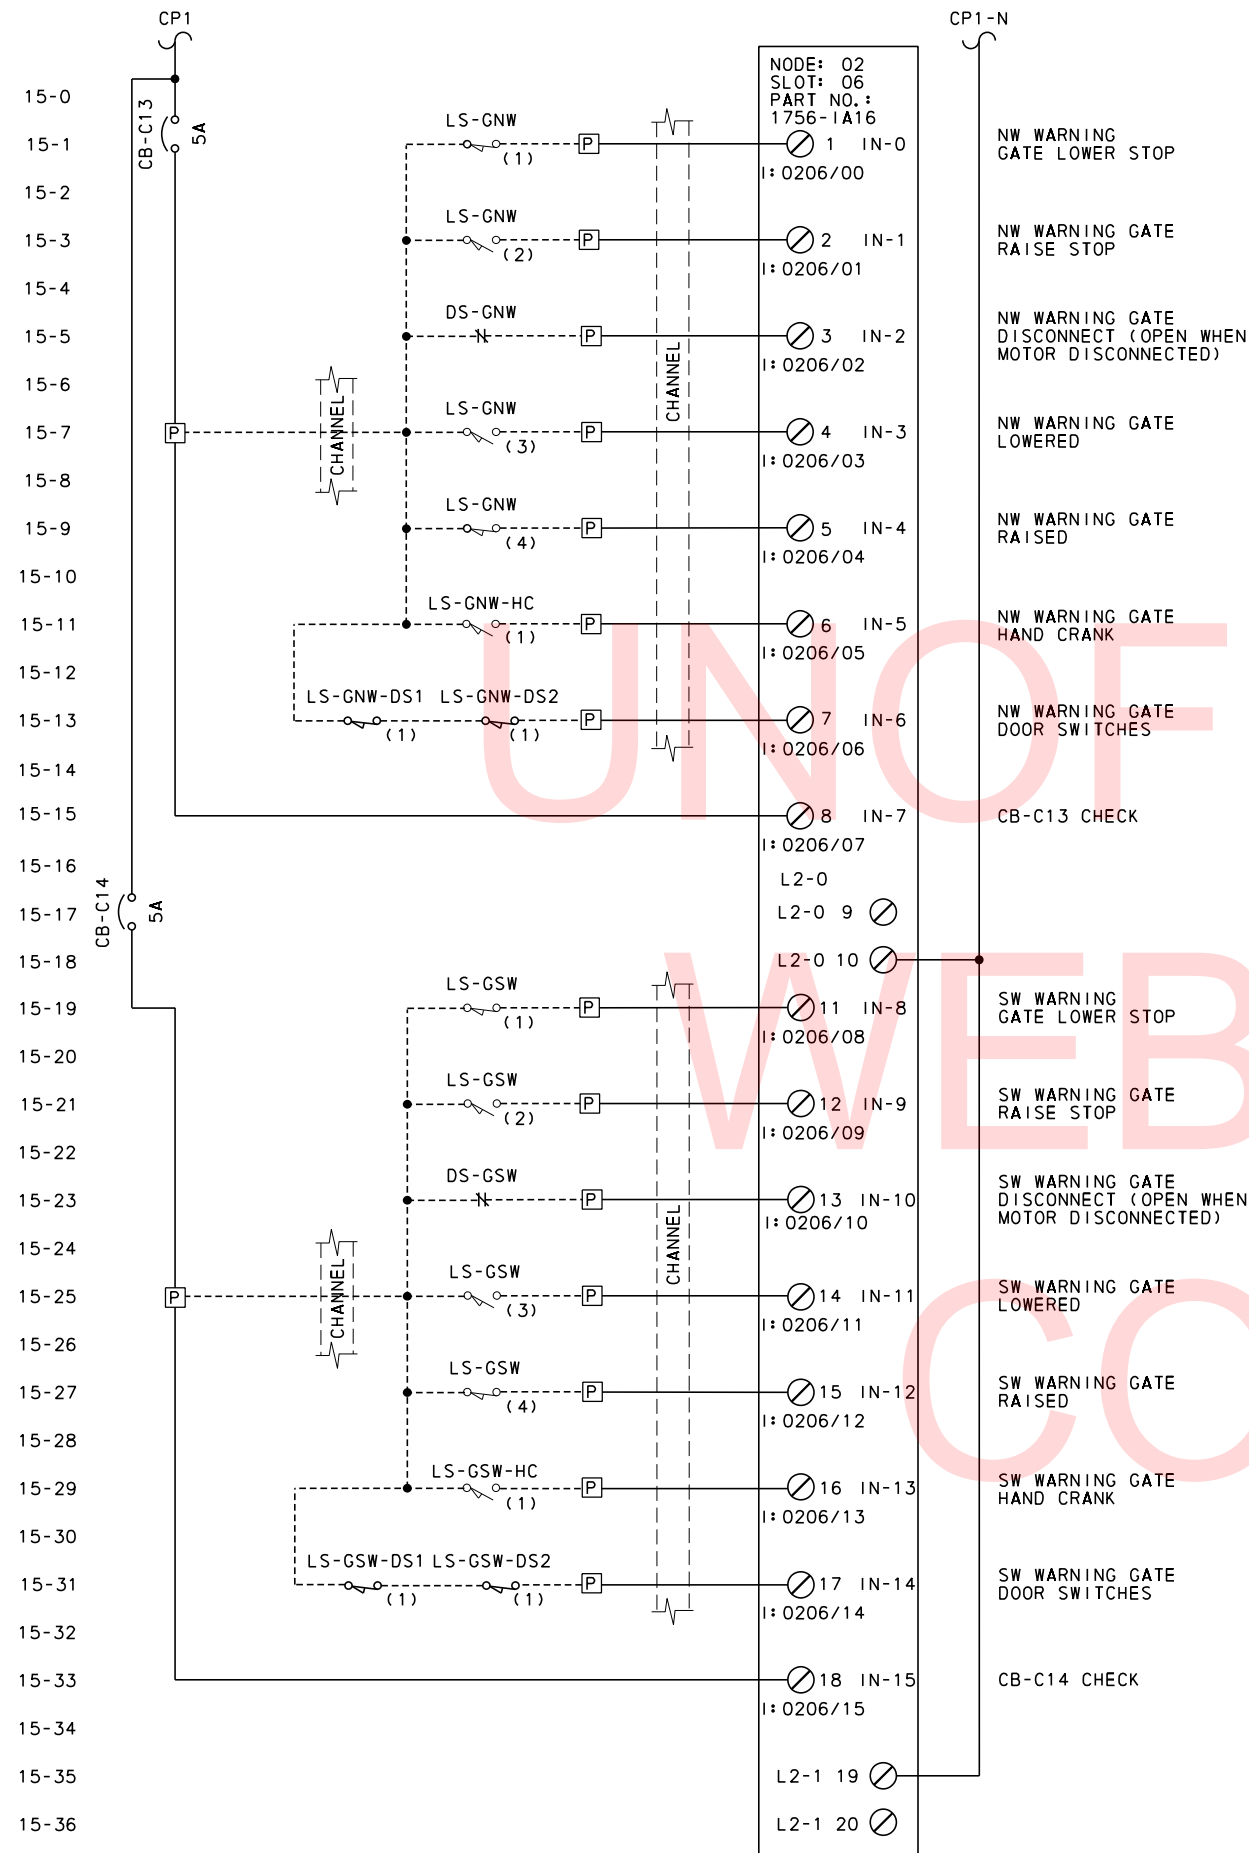 CP1
CP1-N
NODE: 02
SLOT: 06
PART NO.:
1756-IA16
15-0
CB-C13
5A
15-1
LS-GNW
(1)
P
1 IN-0
I:0206/00
NW WARNING
GATE LOWER STOP
15-2
15-3
LS-GNW
(2)
P
2 IN-1
I:0206/01
NW WARNING GATE
RAISE STOP
15-4
15-5
DS-GNW
P
3 IN-2
I:0206/02
NW WARNING GATE
DISCONNECT (OPEN WHEN
MOTOR DISCONNECTED)
15-6
CHANNEL
15-7
P
CHANNEL
LS-GNW
(3)
P
4 IN-3
I:0206/03
NW WARNING GATE
LOWERED
15-8
15-9
LS-GNW
(4)
P
5 IN-4
I:0206/04
NW WARNING GATE
RAISED
15-10
15-11
LS-GNW-HC
(1)
P
6 IN-5
I:0206/05
NW WARNING GATE
HAND CRANK
15-12
15-13
LS-GNW-DS1 LS-GNW-DS2
(1)
(1)
P
7 IN-6
I:0206/06
NW WARNING GATE
DOOR SWITCHES
UNOF
15-14
15-15
8 IN-7
I:0206/07
CB-C13 CHECK
15-16
L2-0
CB-C14
5A
15-17
L2-0 9
15-18
L2-0 10
15-19
LS-GSW
(1)
P
11 IN-8
I:0206/08
SW WARNING
GATE LOWER STOP
WEB
15-20
15-21
LS-GSW
(2)
P
12 IN-9
I:0206/09
SW WARNING GATE
RAISE STOP
15-22
15-23
DS-GSW
P
13 IN-10
I:0206/10
SW WARNING GATE
DISCONNECT (OPEN WHEN
MOTOR DISCONNECTED)
15-24
CHANNEL
15-25
P
CHANNEL
LS-GSW
(3)
P
14 IN-11
I:0206/11
SW WARNING GATE
LOWERED
15-26
15-27
LS-GSW
(4)
P
15 IN-12
I:0206/12
SW WARNING GATE
RAISED
CO
15-28
15-29
LS-GSW-HC
(1)
P
16 IN-13
I:0206/13
SW WARNING GATE
HAND CRANK
15-30
15-31
LS-GSW-DS1 LS-GSW-DS2
(1)
(1)
P
17 IN-14
I:0206/14
SW WARNING GATE
DOOR SWITCHES
15-32
15-33
18 IN-15
I:0206/15
CB-C14 CHECK
15-34
15-35
L2-1 19
15-36
L2-1 20